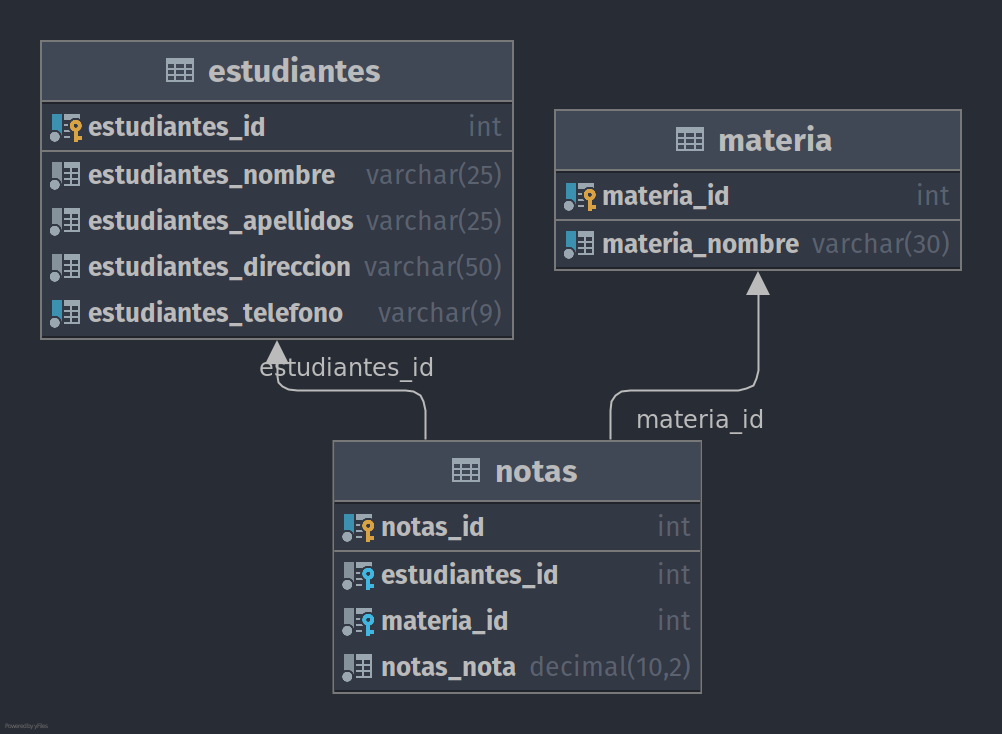 estudiantes
estudiantes_id int
estudiantes_nombre varchar(25)
estudiantes_apellidos varchar(25)
estudiantes_direccion varchar(50)
estudiantes_telefono varchar(9)
materia
materia_id int
materia_nombre varchar(30)
estudiantes_id
materia_id
notas
notas_id int
estudiantes_id int
materia_id int
notas_nota decimal(10,2)
Powered by yFiles